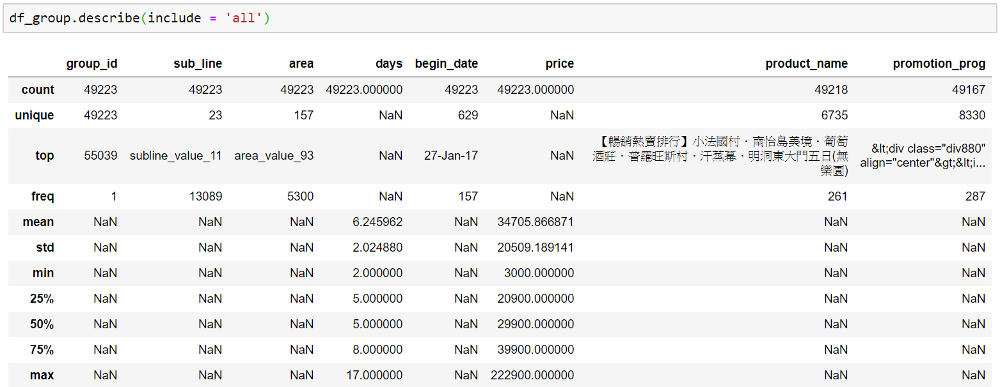 df_group.describe(include = 'all')
group_id sub_line area days begin_date price product_name promotion_prog
count 49223 49223 49223 49223.000000 49223 49223.000000 49218 49167
unique 49223 23 157 NaN 629 NaN 6735 8330
【暢銷熱賣排行】小法國村．南怡島美境．葡萄
酒莊．普羅旺斯村．汗蒸幕．明洞東大門五日(無
樂園)
&lt;div class="div880"
align="center"&gt;&lt;i...
top 55039 subline_value_11 area_value_93 NaN 27-Jan-17 NaN
freq 1 13089 5300 NaN 157 NaN 261 287
mean NaN NaN NaN 6.245962 NaN 34705.866871 NaN NaN
std NaN NaN NaN 2.024880 NaN 20509.189141 NaN NaN
min NaN NaN NaN 2.000000 NaN 3000.000000 NaN NaN
25% NaN NaN NaN 5.000000 NaN 20900.000000 NaN NaN
50% NaN NaN NaN 5.000000 NaN 29900.000000 NaN NaN
75% NaN NaN NaN 8.000000 NaN 39900.000000 NaN NaN
max NaN NaN NaN 17.000000 NaN 222900.000000 NaN NaN